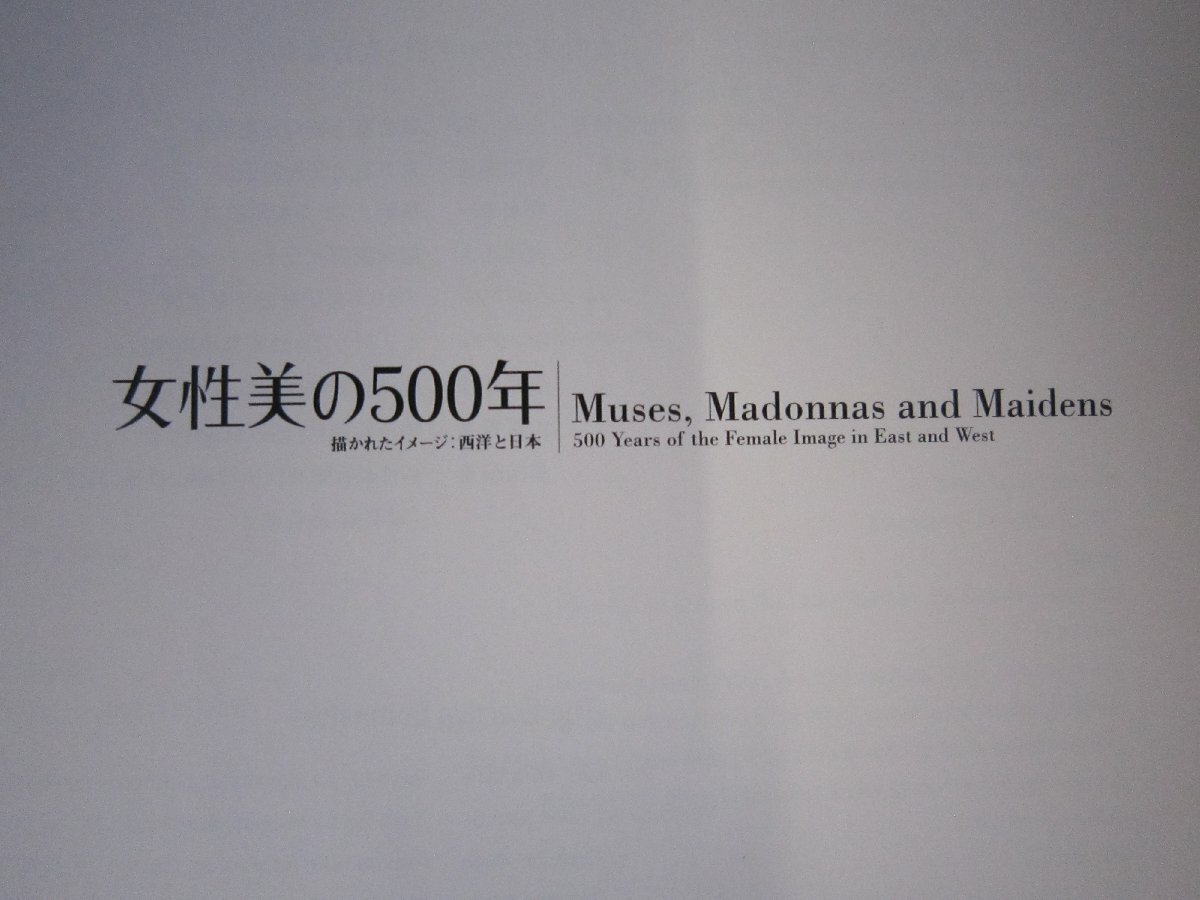 女性美の500年
描かれたイメージ:西洋と日本
Muses, Madonnas and Maidens
500 Years of the Female Image in East and West